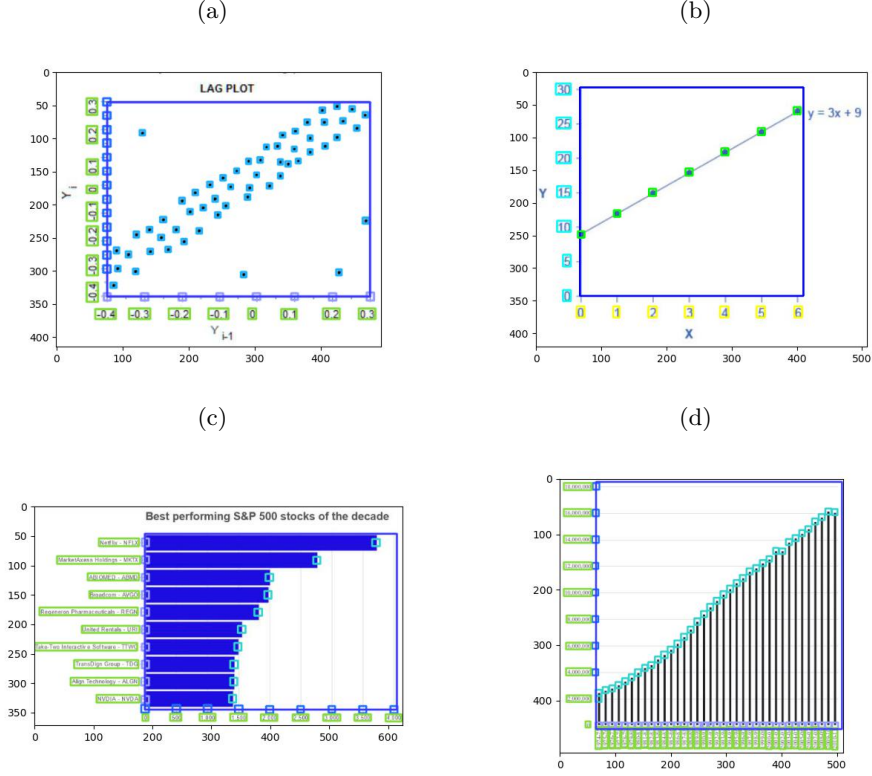 (a)
(b)
LAG PLOT
0
50
100
150
200
250
300
350
400
0.3
0.2
0.1
0
-0.1
-0.2
-0.3
-0.4
Y i
-0.4 -0.3 -0.2 -0.1 0 0.1 0.2 0.3
Y i-1
0 100 200 300 400
0
50
100
150
200
250
300
350
400
30
25
20
15
10
5
0
Y
y = 3x + 9
0 1 2 3 4 5 6
X
0 100 200 300 400 500
(c)
(d)
Best performing S&P 500 stocks of the decade
0
50
100
150
200
250
300
350
Netflix - NFLX
MarketAxess Holdings - MKTX
ABIOMED - ABMD
Broadcom - AVGO
Regeneron Pharmaceuticals - REGN
United Rentals - URI
Take-Two Interactive Software - TTWO
TransDigm Group - TDG
Align Technology - ALGN
NVIDIA - NVDA
0 100 200 300 400 500 600
0
100
200
300
400
0 100 200 300 400 500